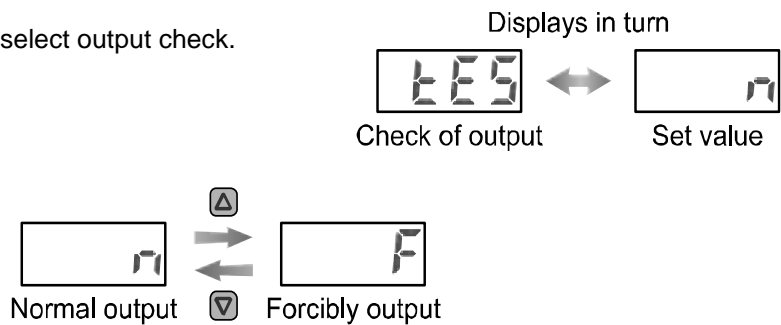 Displays in turn
select output check.
tES n
Check of output Set value
n F
Normal output Forcibly output